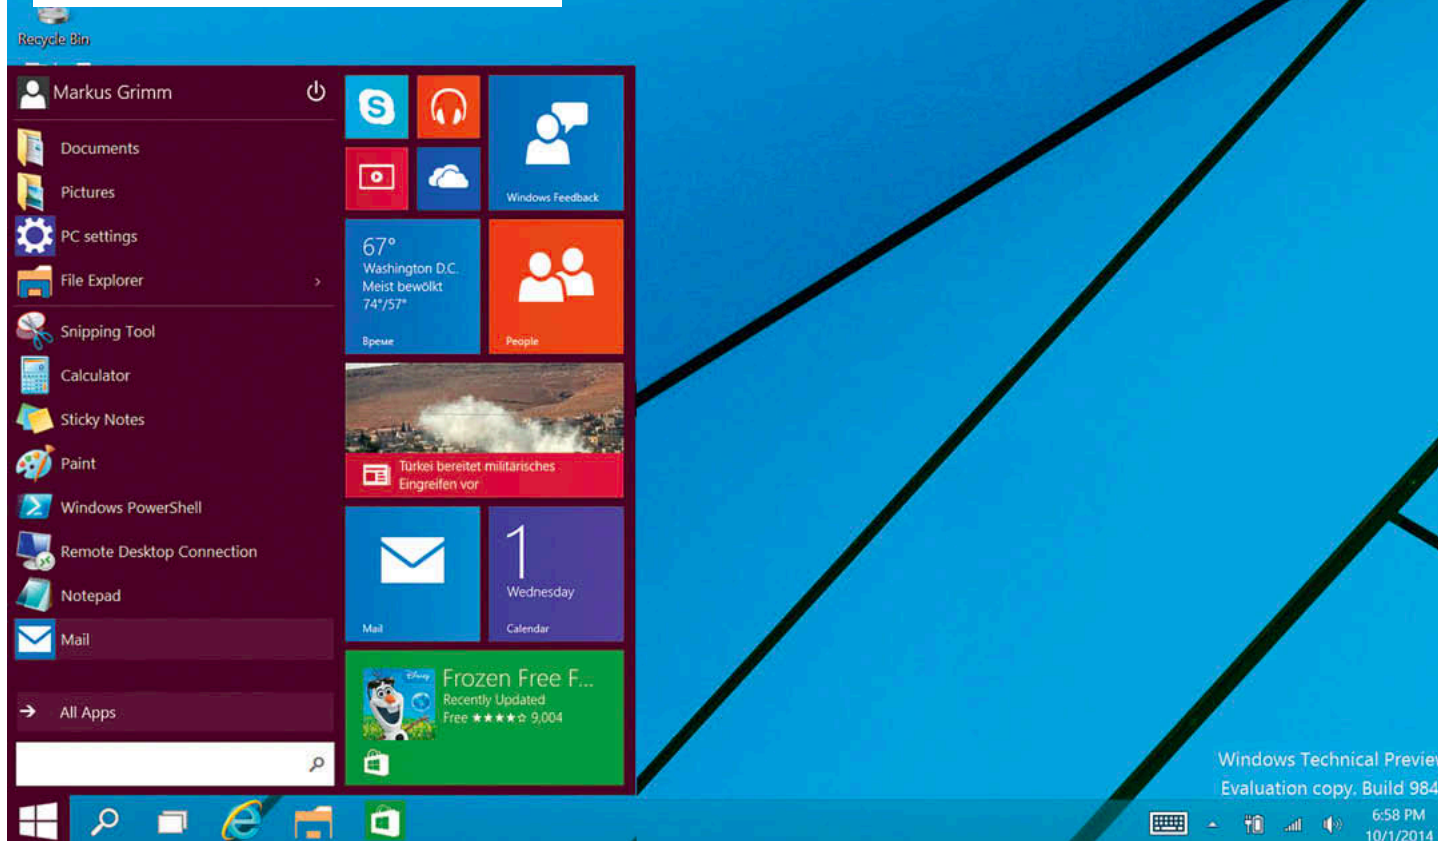 Recycle Bin
Markus Grimm
Documents
Pictures
PC settings
File Explorer
Snipping Tool
Calculator
Sticky Notes
Paint
Windows PowerShell
Remote Desktop Connection
Notepad
Mail
All Apps
Windows Feedback
67°
Washington D.C.
Meist bewölkt
74°/57°
Време
People
Türkei bereitet militärisches
Eingreifen vor
Mail
1
Wednesday
Calendar
Disney
Frozen Free F...
Recently Updated
Free ★★★★☆ 9,004
Windows Technical Previe
Evaluation copy. Build 984
6:58 PM
10/1/2014